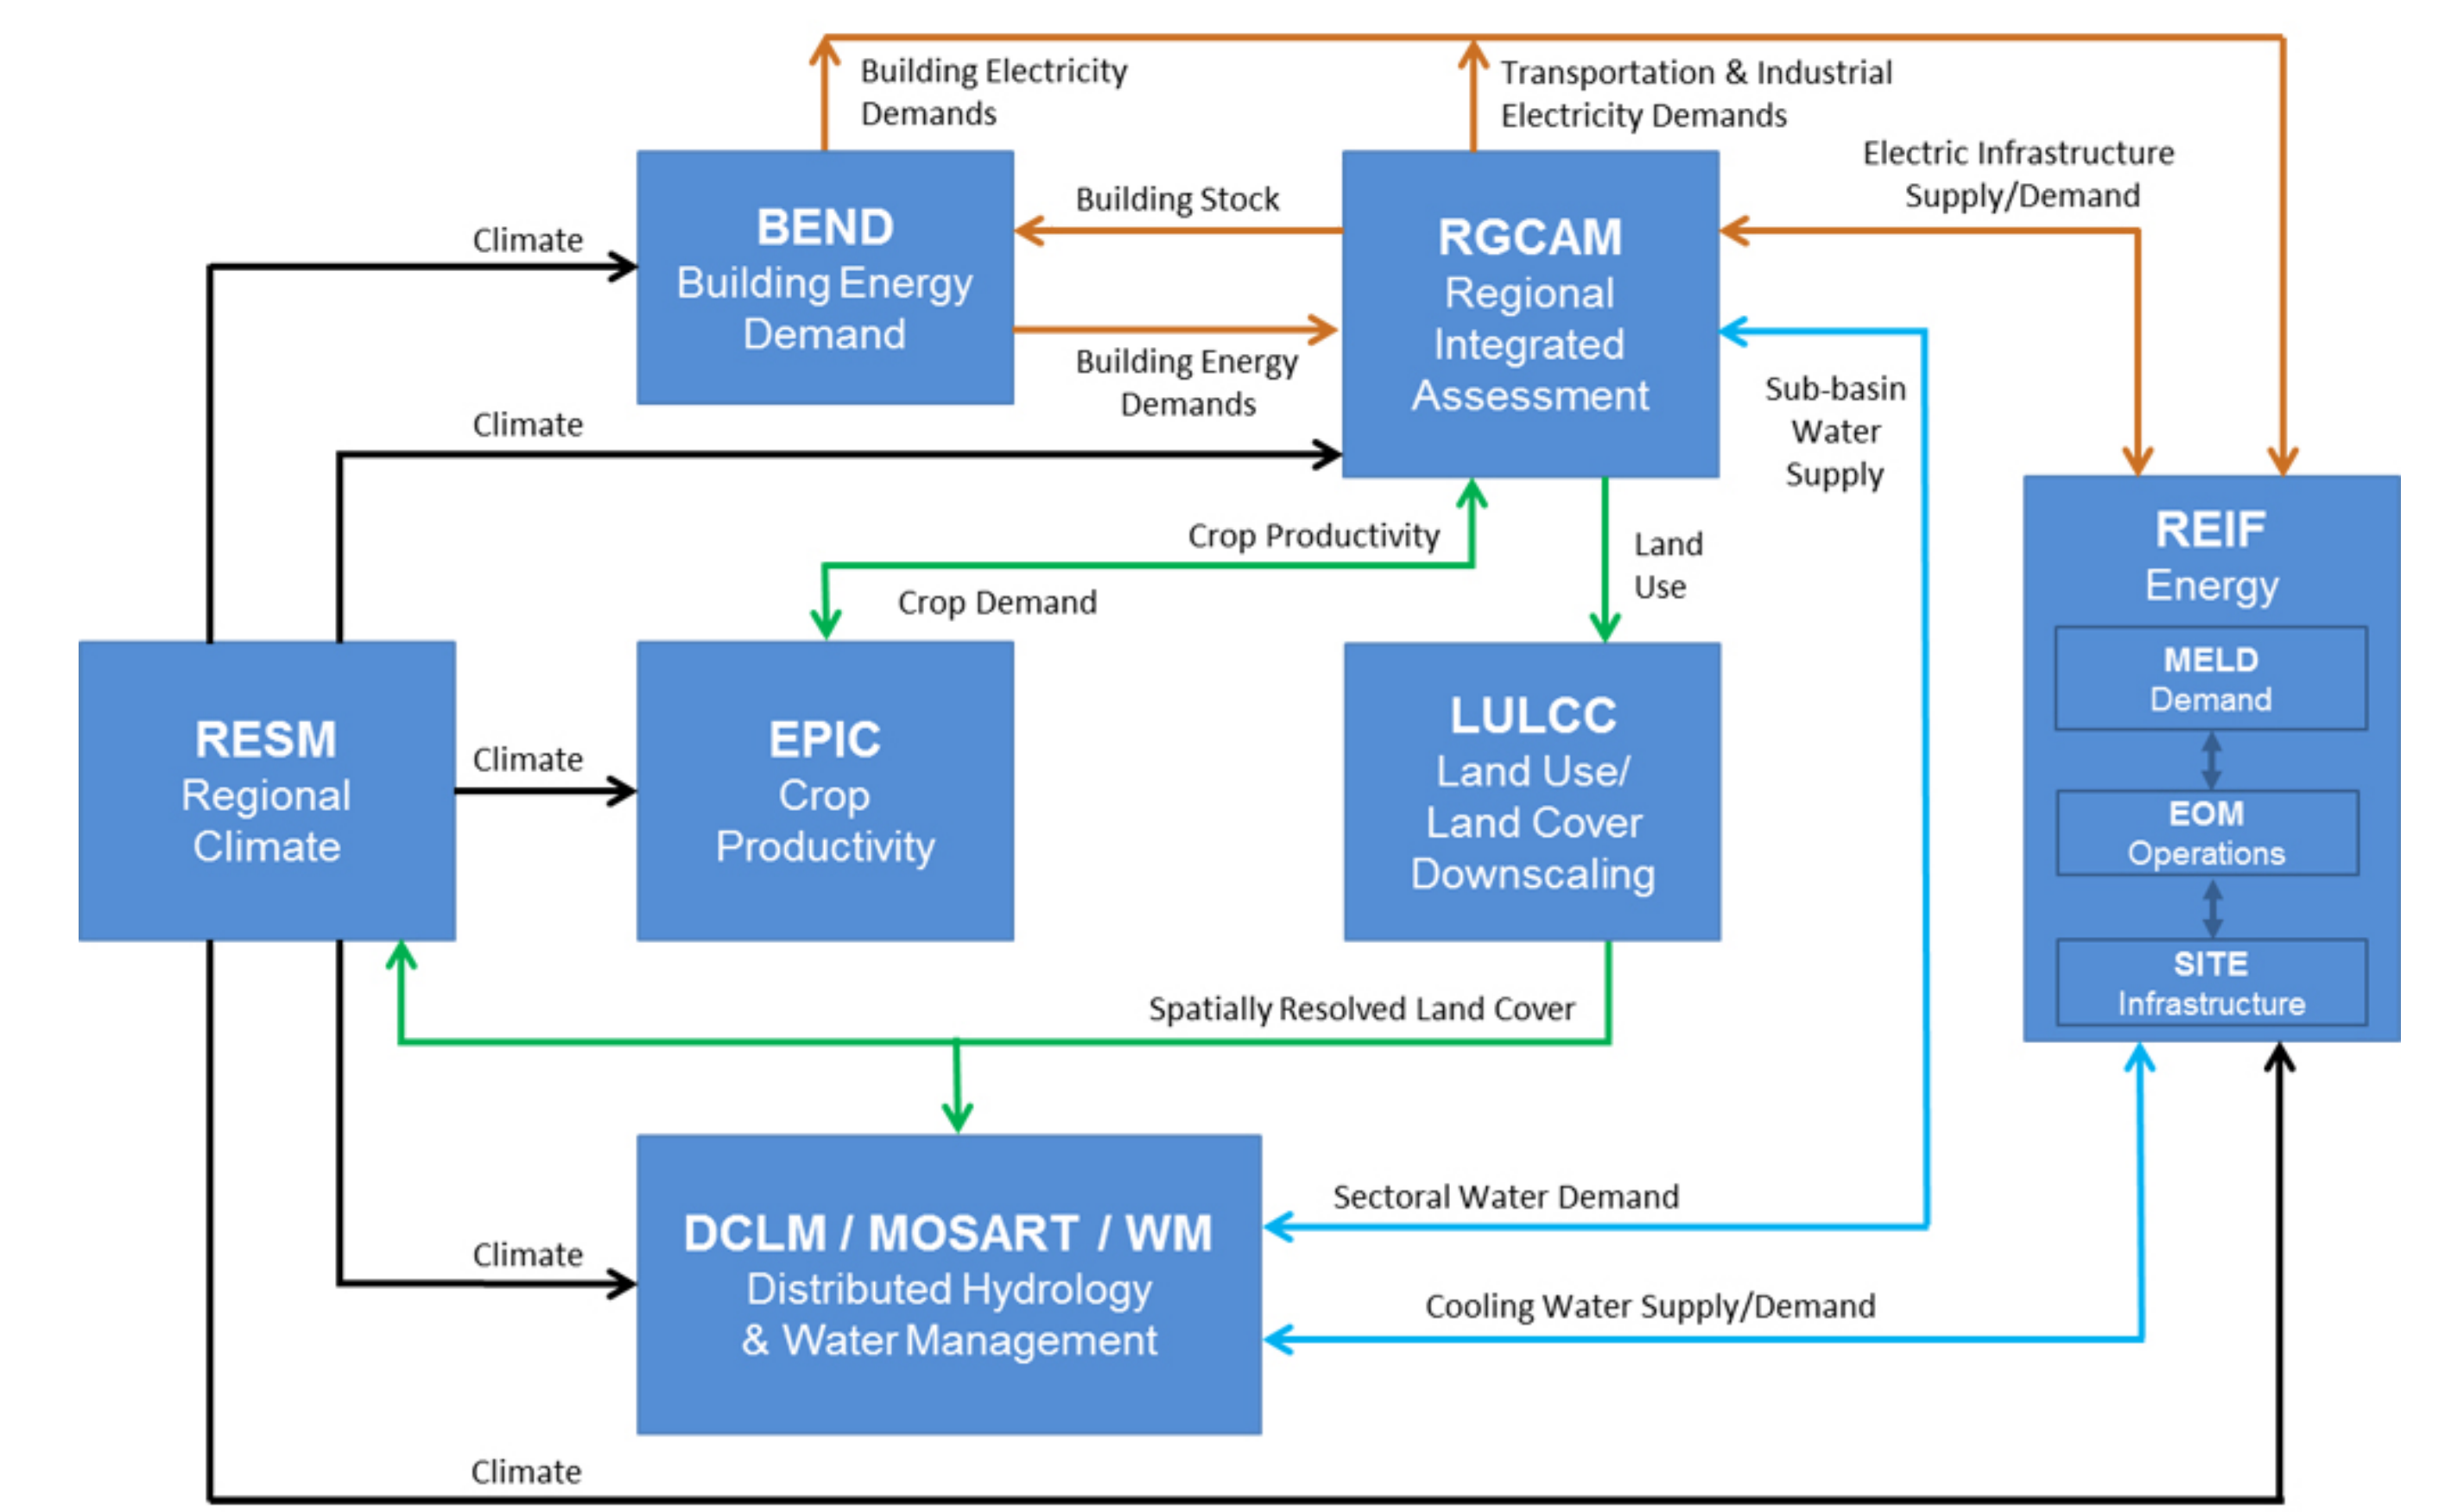 Building Electricity
Demands
Transportation & Industrial
Electricity Demands
Electric Infrastructure
Supply/Demand
Climate
BEND
Building Energy
Demand
Building Stock
Building Energy
Demands
RGCAM
Regional
Integrated
Assessment
Sub-basin
Water
Supply
Climate
Crop Productivity
Crop Demand
Land
Use
REIF
Energy
MELD
Demand
EOM
Operations
SITE
Infrastructure
RESM
Regional
Climate
Climate
EPIC
Crop
Productivity
LULCC
Land Use/
Land Cover
Downscaling
Spatially Resolved Land Cover
Climate
DCLM / MOSART / WM
Distributed Hydrology
& Water Management
Sectoral Water Demand
Cooling Water Supply/Demand
Climate